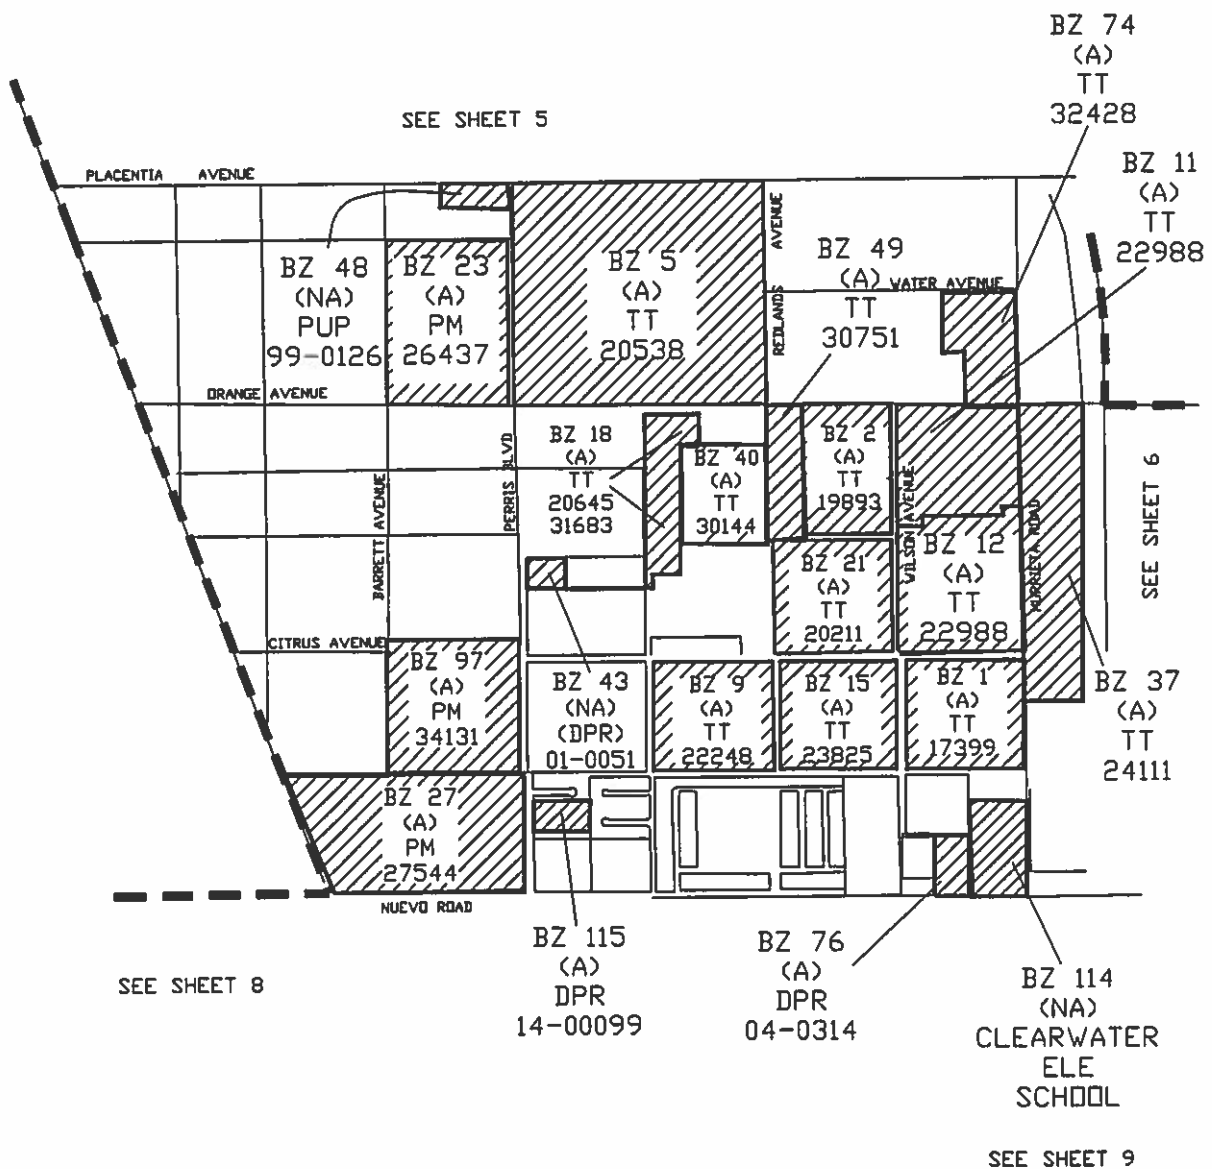 BZ 74
(A)
TT
32428
SEE SHEET 5
BZ 11
(A)
TT
22988
PLACENTIA AVENUE
REDLANDS AVENUE
BZ 48
(NA)
PUP
99-0126
BZ 23
(A)
PM
26437
BZ 5
(A)
TT
20538
BZ 49
(A)
TT
30751
WATER AVENUE
ORANGE AVENUE
BARRETT AVENUE
PERRIS BLVD
BZ 18
(A)
TT
20645
31683
BZ 40
(A)
TT
30144
BZ 2
(A)
TT
19893
WILSON AVENUE
BZ 12
(A)
TT
22988
MURRIETA ROAD
SEE SHEET 6
BZ 21
(A)
TT
20211
CITRUS AVENUE
BZ 97
(A)
PM
34131
BZ 43
(NA)
(DPR)
01-0051
BZ 9
(A)
TT
22248
BZ 15
(A)
TT
23825
BZ 1
(A)
TT
17399
BZ 37
(A)
TT
24111
BZ 27
(A)
PM
27544
NUEVO ROAD
SEE SHEET 8
BZ 115
(A)
DPR
14-00099
BZ 76
(A)
DPR
04-0314
BZ 114
(NA)
CLEARWATER
ELE
SCHOOL
SEE SHEET 9